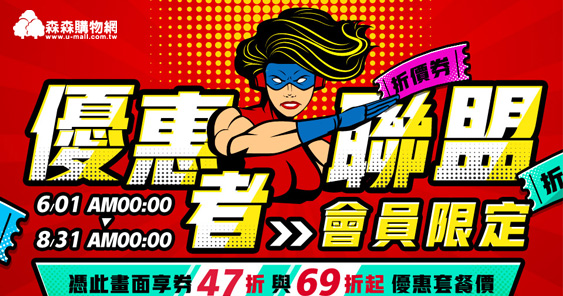 森森購物網
www.u-mall.com.tw
折價券
優惠者聯盟
6/01 AM00:00
8/31 AM00:00
會員限定
折
憑此畫面享券47折與69折起 優惠套餐價